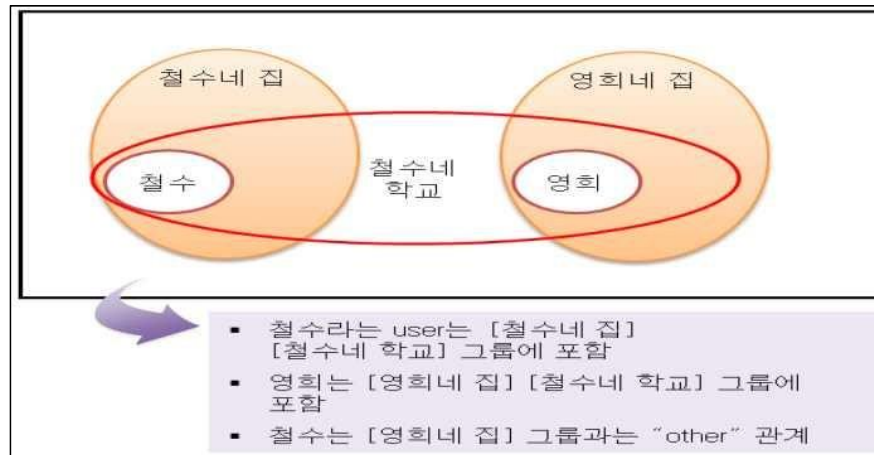 철수네 집
영희네 집
철수
철수네
학교
영희
▪ 철수라는 user는 [철수네 집]
[철수네 학교] 그룹에 포함
▪ 영희는 [영희네 집] [철수네 학교] 그룹에
포함
▪ 철수는 [영희네 집] 그룹과는 “other” 관계